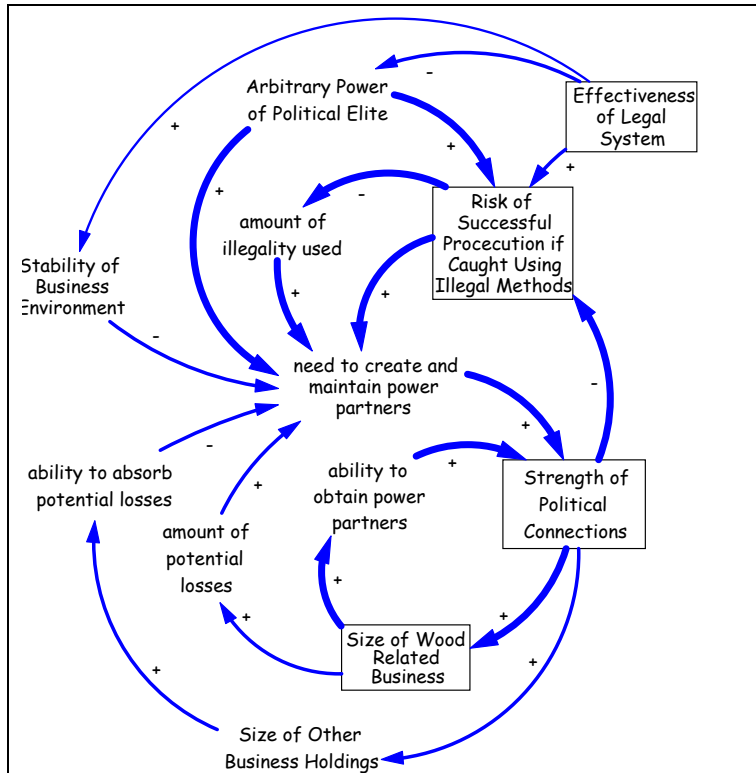 Arbitrary Power
of Political Elite
Effectiveness
of Legal
System
-
+
+
+
+
-
Risk of
Successful
Procecution if
Caught Using
Illegal Methods
amount of
illegality used
Stability of
Business
Environment
+
+
-
need to create and
maintain power
partners
-
+
-
ability to absorb
potential losses
+
ability to
obtain power
partners
+
Strength of
Political
Connections
amount of
potential
losses
+
+
+
Size of Wood
Related
Business
+
+
Size of Other
Business Holdings